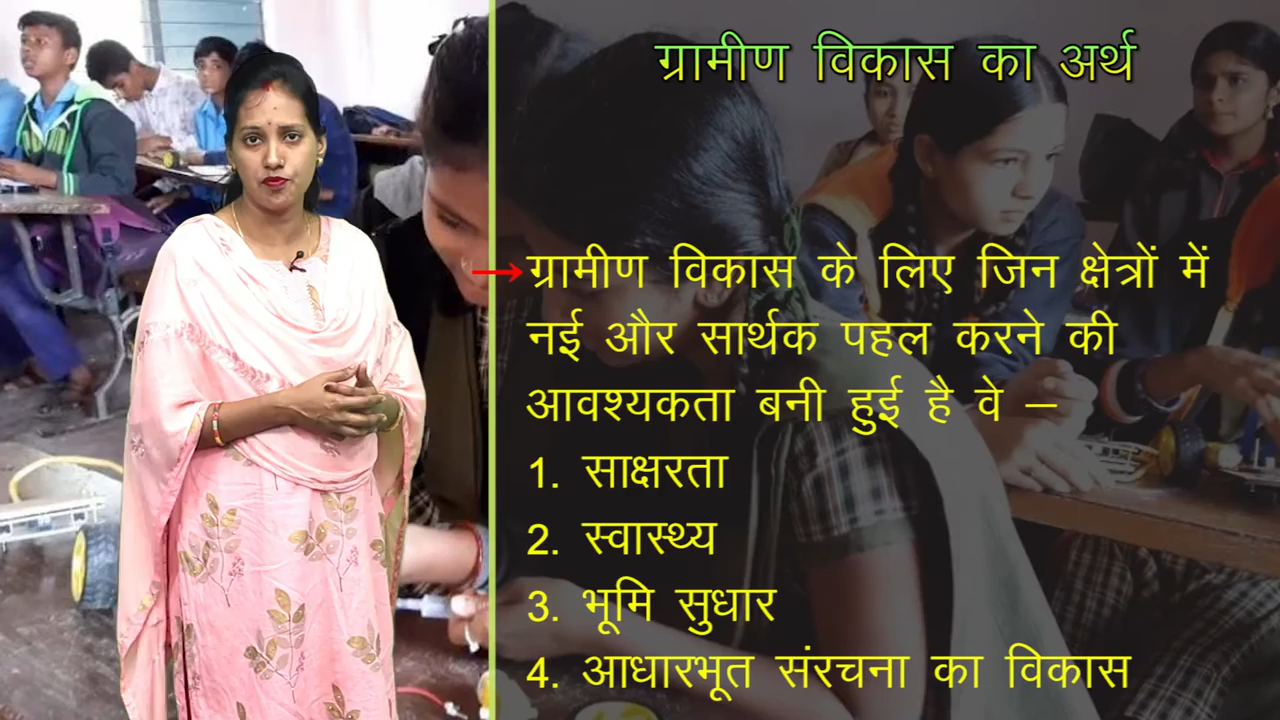 ग्रामीण विकास का अर्थ
→ग्रामीण विकास के लिए जिन क्षेत्रों में
नई और सार्थक पहल करने की
आवश्यकता बनी हुई है वे –
1. साक्षरता
2. स्वास्थ्य
3. भूमि सुधार
4. आधारभूत संरचना का विकास